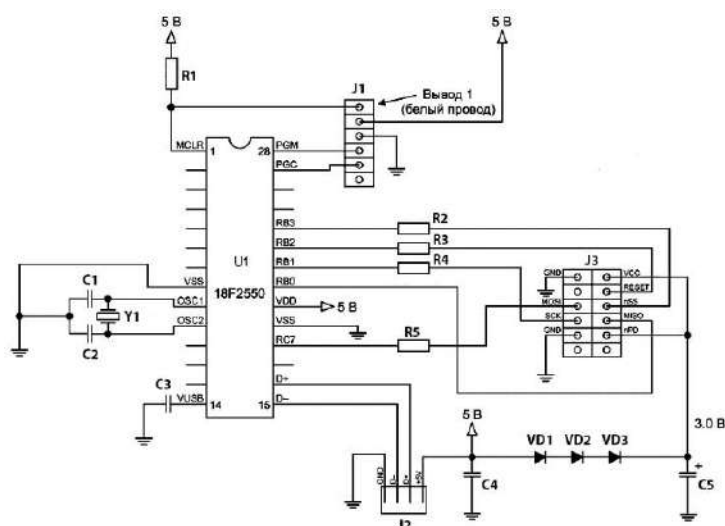 5 В
5 В
R1
J1
Вывод 1
(белый провод)
MCLR
1
28
PGM
PGC
RB3
R2
RB2
R3
U1
RB1
R4
J3
18F2550
VSS
RB0
GND
VCC
RESET
C1
OSC1
VDD
5 В
MOSI
nSS
Y1
OSC2
VSS
SCK
MISO
C2
RC7
R5
GND
nPD
C3
D+
VUSB
14
15
D–
5 В
3.0 В
VD1
VD2
VD3
GND
D–
D+
+5V
C4
+
C5
J2